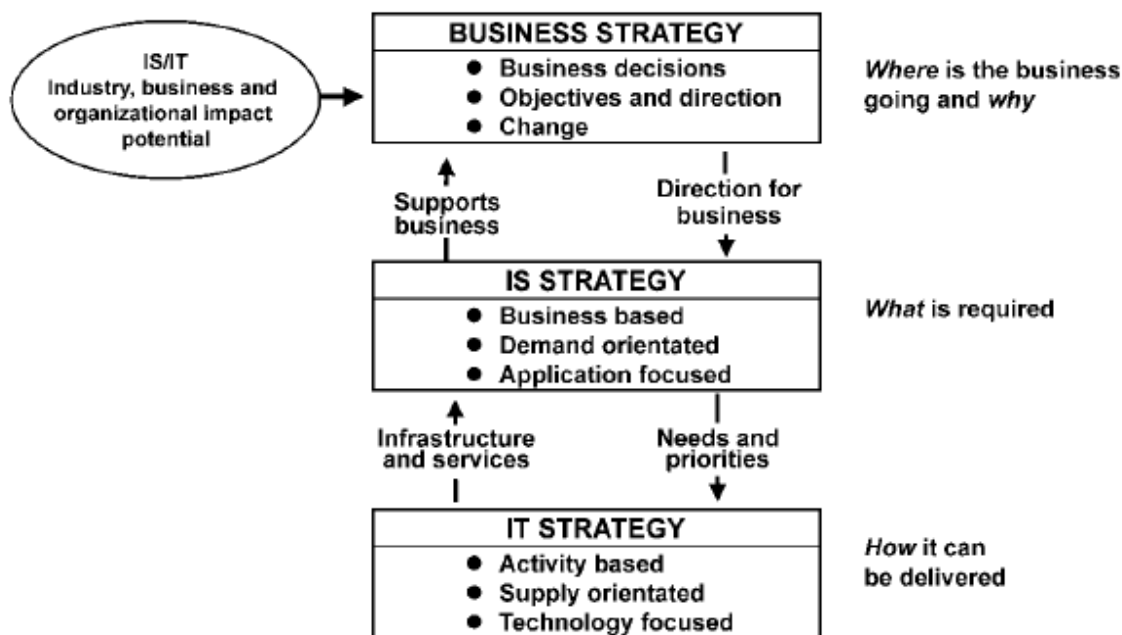 IS/IT
Industry, business and
organizational impact
potential
BUSINESS STRATEGY
● Business decisions
● Objectives and direction
● Change
Where is the business
going and why
Supports
business
Direction for
business
IS STRATEGY
● Business based
● Demand orientated
● Application focused
What is required
Infrastructure
and services
Needs and
priorities
IT STRATEGY
● Activity based
● Supply orientated
● Technology focused
How it can
be delivered